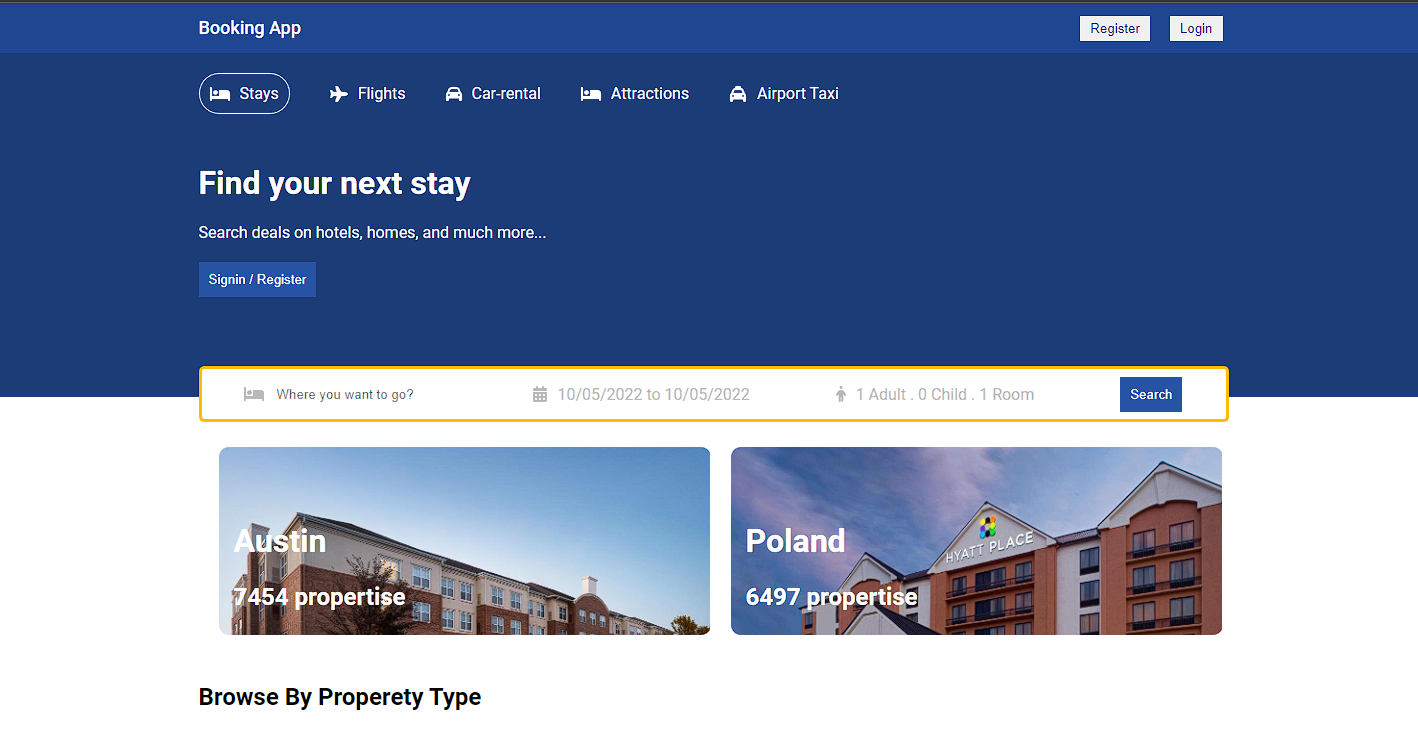 Booking App
Register
Login
Stays
Flights
Car-rental
Attractions
Airport Taxi
Find your next stay
Search deals on hotels, homes, and much more...
Signin / Register
Where you want to go?
10/05/2022 to 10/05/2022
1 Adult . 0 Child . 1 Room
Search
Austin
7454 propertise
HYATT PLACE
Poland
6497 propertise
Browse By Properety Type